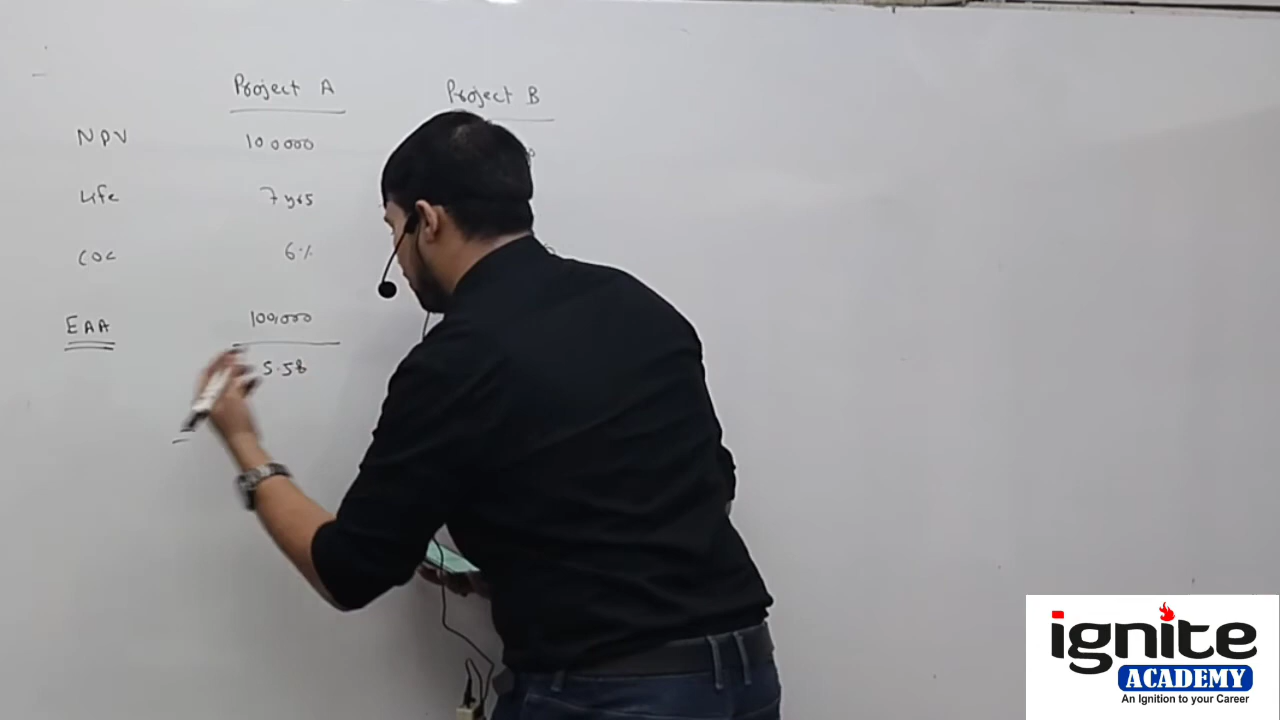 Project A Project B
NPV 100000
Life 7 yrs
COC 6%
EAA 100,000
5.58
ignite
ACADEMY
An Ignition to your Career